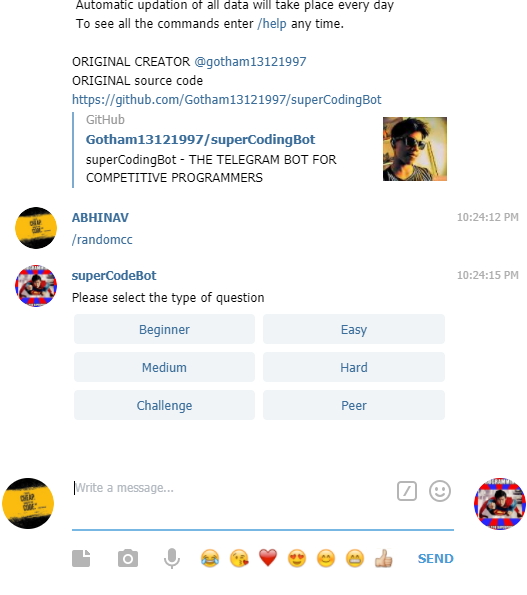 Automatic updation of all data will take place every day
To see all the commands enter /help any time.
ORIGINAL CREATOR @gotham13121997
ORIGINAL source code
https://github.com/Gotham13121997/superCodingBot
GitHub
Gotham13121997/superCodingBot
superCodingBot - THE TELEGRAM BOT FOR
COMPETITIVE PROGRAMMERS
ABHINAV 10:24:12 PM
/randomcc
superCodeBot 10:24:15 PM
Please select the type of question
Beginner Easy
Medium Hard
Challenge Peer
Write a message...
SEND